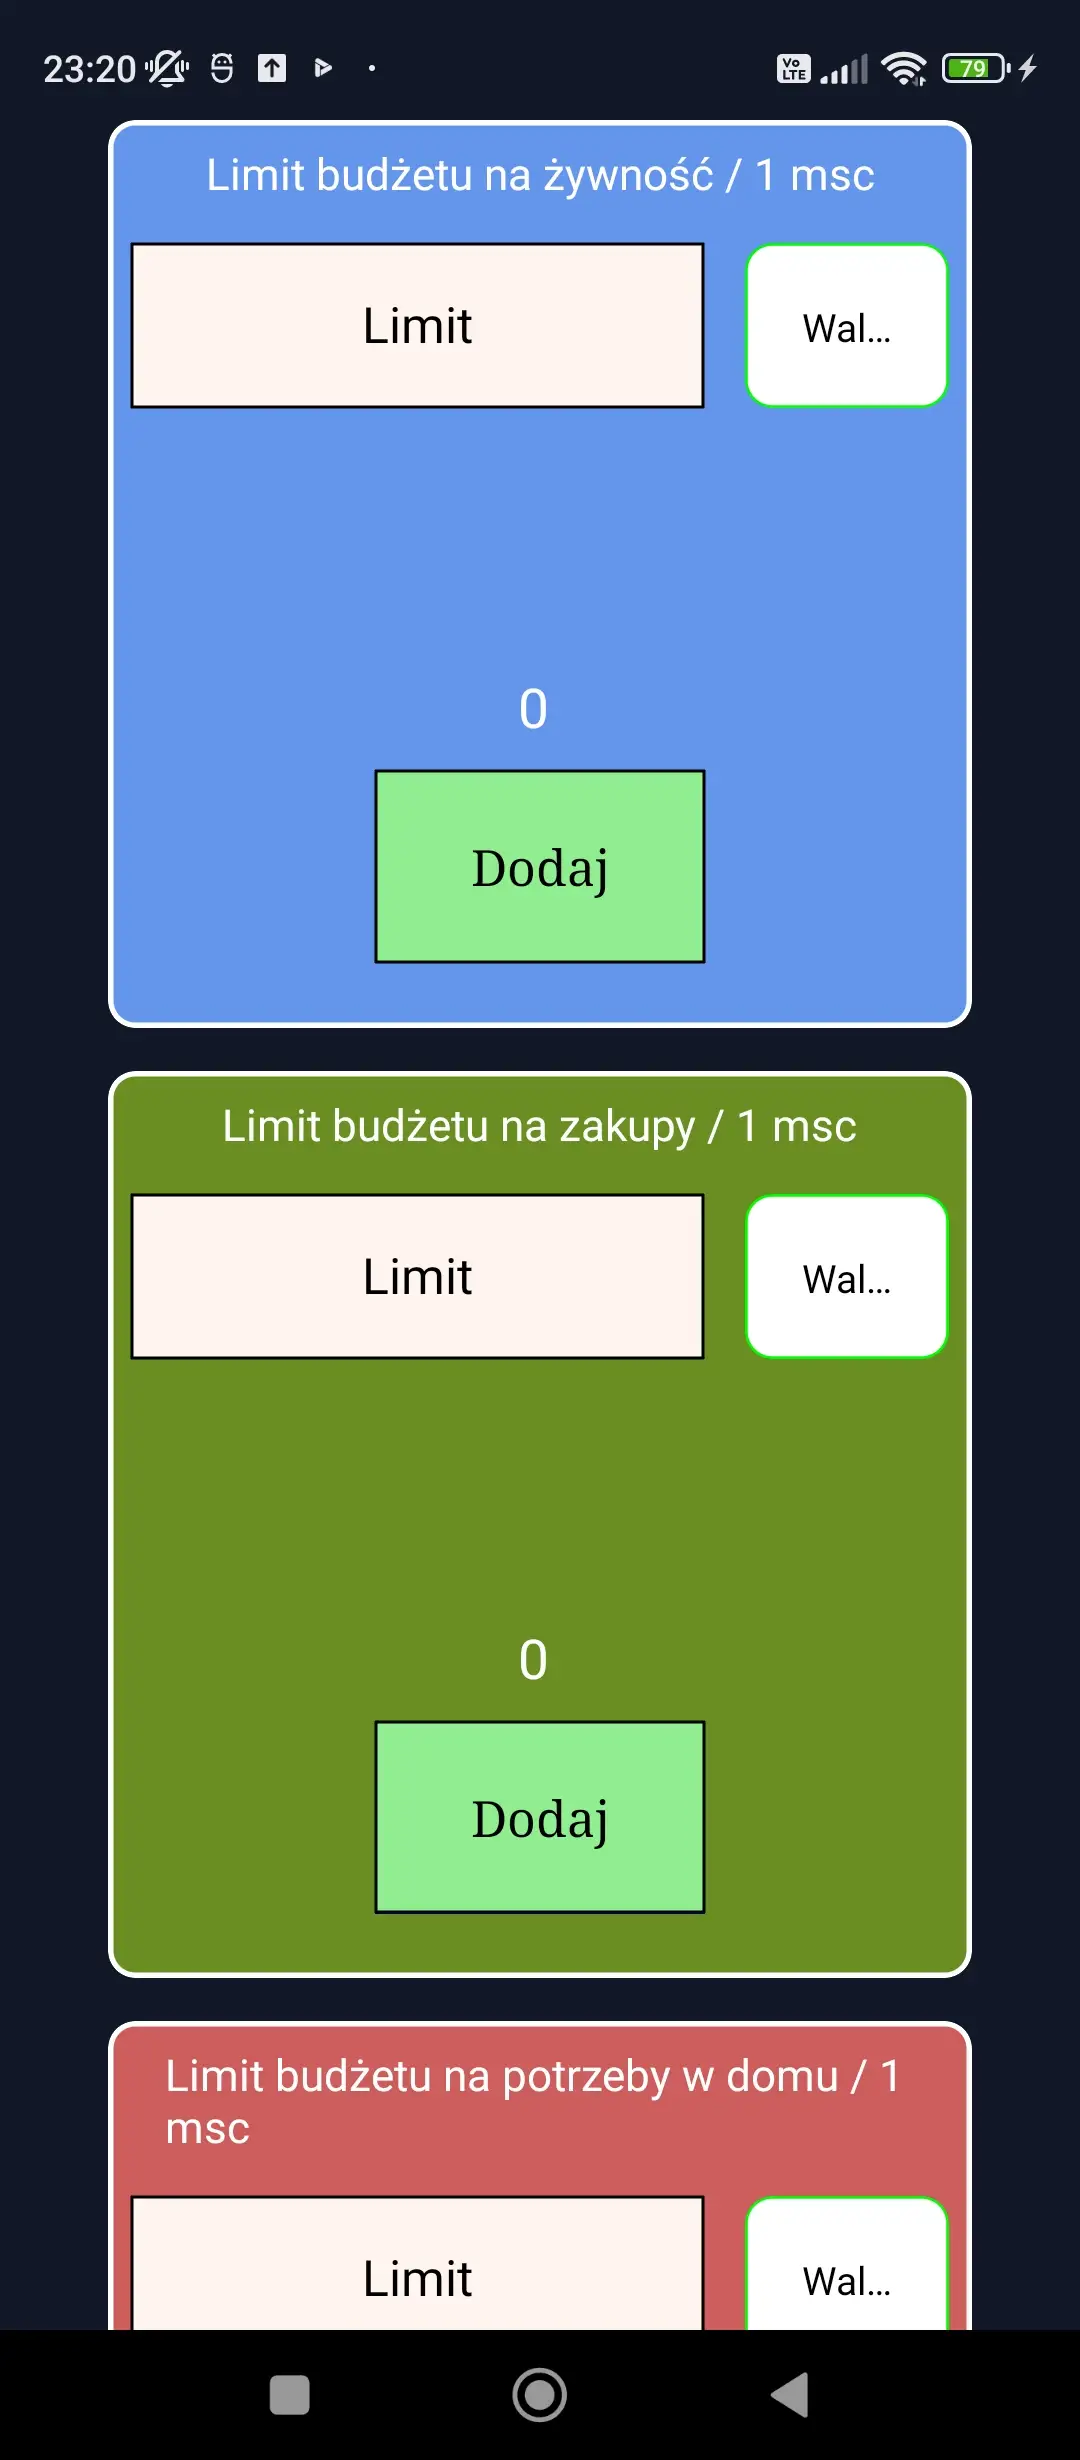 23:20
Vo
LTE
79
Limit budżetu na żywność / 1 msc
Limit
Wal...
0
Dodaj
Limit budżetu na zakupy / 1 msc
Limit
Wal...
0
Dodaj
Limit budżetu na potrzeby w domu / 1
msc
Limit
Wal...